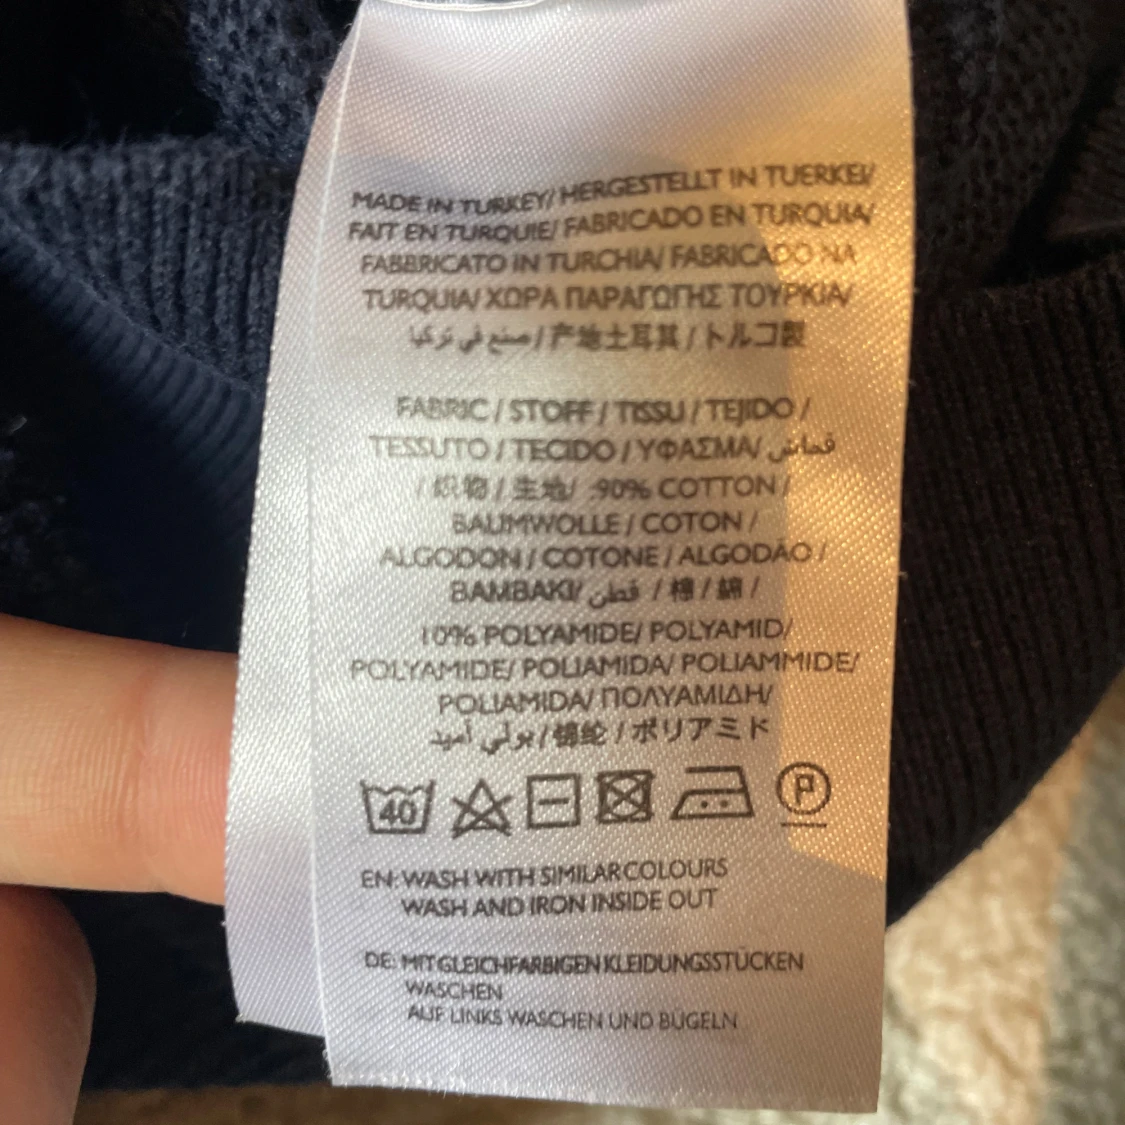 MADE IN TURKEY/ HERGESTELLT IN TUERKEI/
FAIT EN TURQUIE/ FABRICADO EN TURQUIA/
FABBRICATO IN TURCHIA/ FABRICADO NA
TURQUIA/ ΧΩΡΑ ΠΑΡΑΓΩΓΗΣ ΤΟΥΡΚΙΑ/
صنع في تركيا / 产地土耳其 / トルコ製
FABRIC / STOFF / TISSU / TEJIDO /
TESSUTO / TECIDO / ΥΦΑΣΜΑ/ قماش
/ 织物 / 生地/ :90% COTTON /
BAUMWOLLE / COTON /
ALGODON / COTONE / ALGODÃO /
BAMBAKI/ قطن / 棉 / 綿 /
10% POLYAMIDE/ POLYAMID/
POLYAMIDE/ POLIAMIDA/ POLIAMMIDE/
POLIAMIDA/ ΠΟΛΥΑΜΙΔΗ/
بولي أميد / 锦纶 / ポリアミド
40 P
EN: WASH WITH SIMILAR COLOURS
WASH AND IRON INSIDE OUT
DE: MIT GLEICHFARBIGEN KLEIDUNGSSTÜCKEN
WASCHEN
AUF LINKS WASCHEN UND BÜGELN